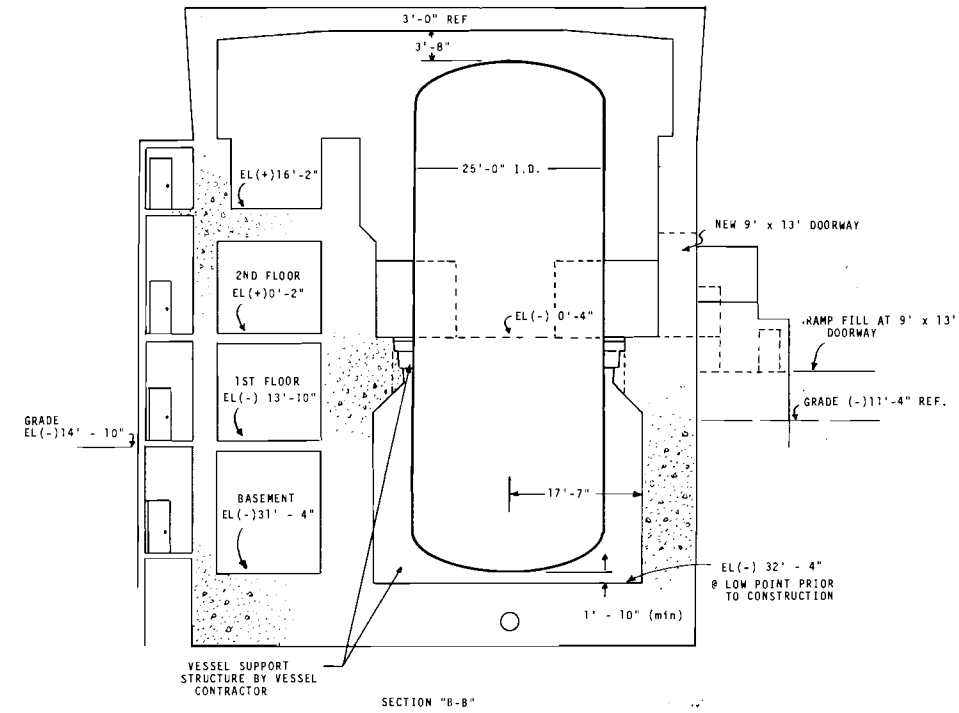 3'-0" REF
3'-8"
25'-0" I.D.
EL(+)16'-2"
NEW 9' x 13' DOORWAY
2ND FLOOR
EL(+)0'-2"
EL(-) 0'-4"
RAMP FILL AT 9' x 13'
DOORWAY
1ST FLOOR
EL(-) 13'-10"
GRADE (-)11'-4" REF.
GRADE
EL(-)14' - 10"
17'-7"
BASEMENT
EL(-)31' - 4"
EL(-) 32' - 4"
@ LOW POINT PRIOR
TO CONSTRUCTION
1' - 10" (min)
VESSEL SUPPORT
STRUCTURE BY VESSEL
CONTRACTOR
SECTION "B-B"